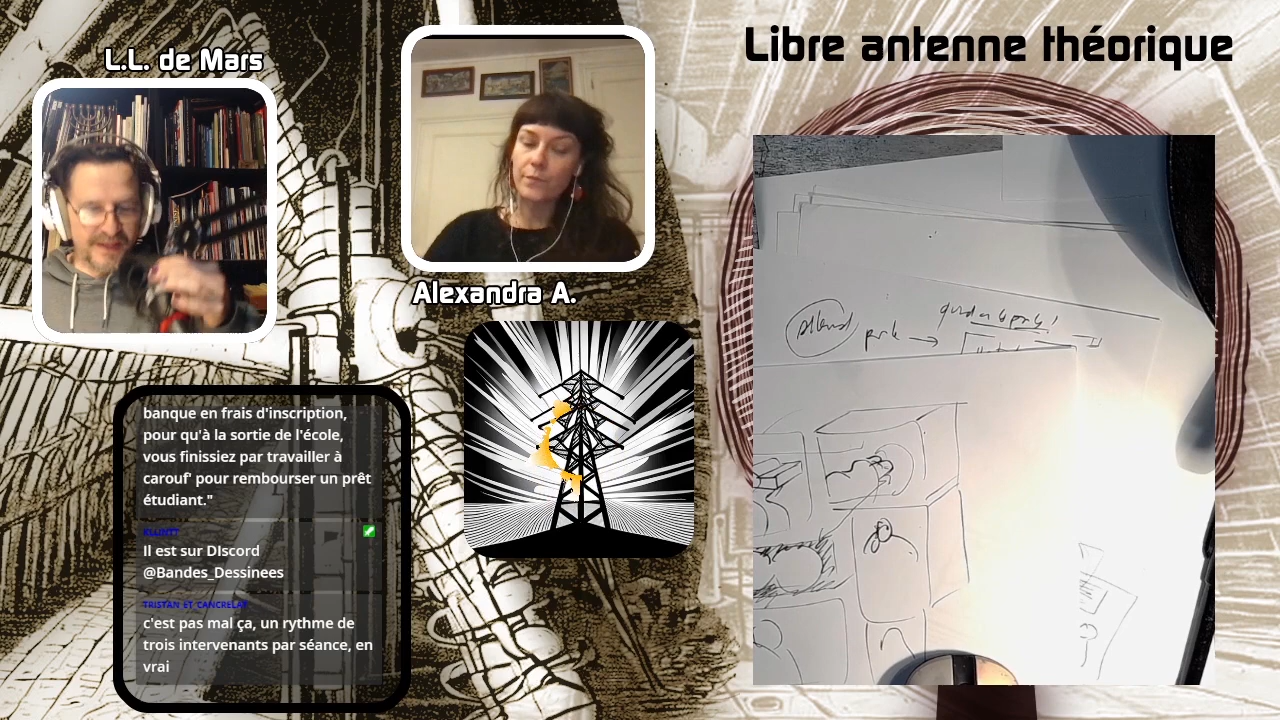 L.L. de Mars
Libre antenne théorique
Alexandra A.
banque en frais d'inscription,
pour qu'à la sortie de l'école,
vous finissiez par travailler à
carouf' pour rembourser un prêt
étudiant."
Il est sur DIscord
@Bandes_Dessinees
TRISTAN ET CANCRELAT
c'est pas mal ça, un rythme de
trois intervenants par séance, en
vrai